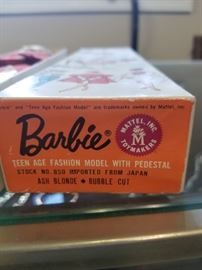 Barbie and "Teen Age Fashion Model" are trademarks owned by Mattel, Inc.
Barbie®
MATTEL, INC.
M
TOYMAKERS
TEEN AGE FASHION MODEL WITH PEDESTAL
STOCK NO. 850 IMPORTED FROM JAPAN
ASH BLONDE • BUBBLE CUT